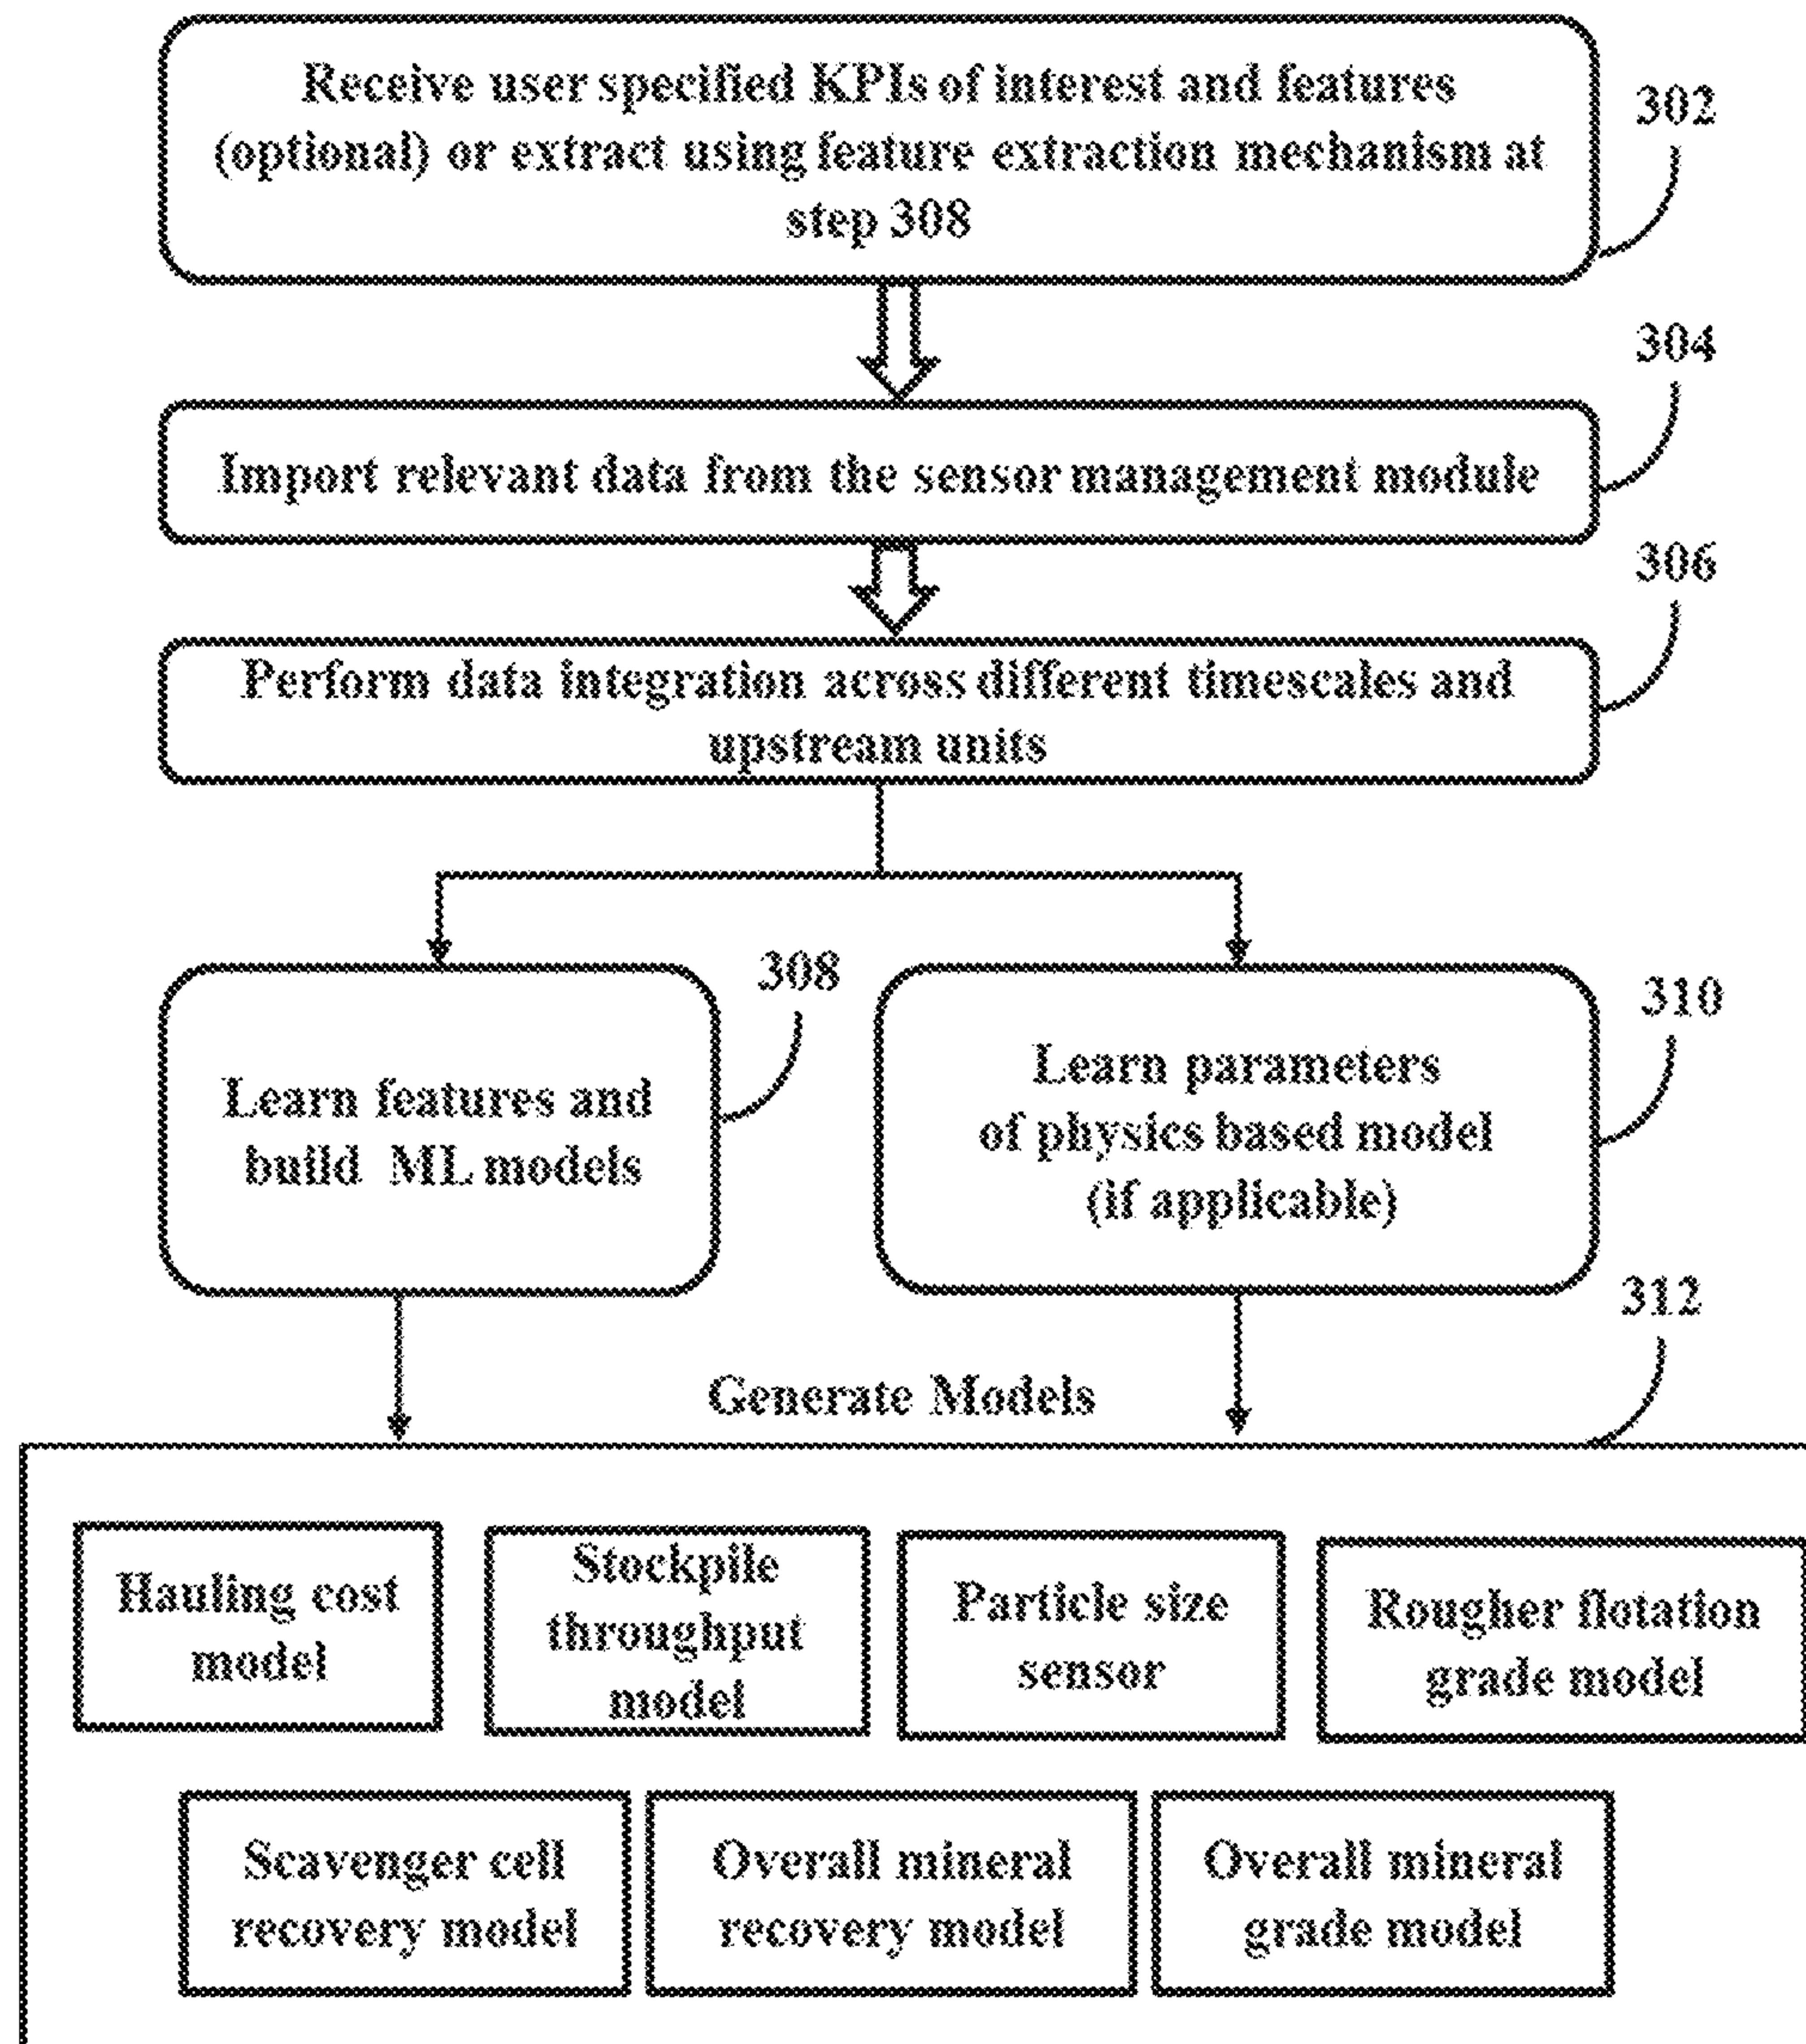 Receive user specified KPIs of interest and features
(optional) or extract using feature extraction mechanism at
step 308
302
304
Import relevant data from the sensor management module
306
Perform data integration across different timescales and
upstream units
308
310
Learn features and
build ML models
Learn parameters
of physics based model
(if applicable)
312
Generate Models
Hauling cost
model
Stockpile
throughput
model
Particle size
sensor
Rougher flotation
grade model
Scavenger cell
recovery model
Overall mineral
recovery model
Overall mineral
grade model